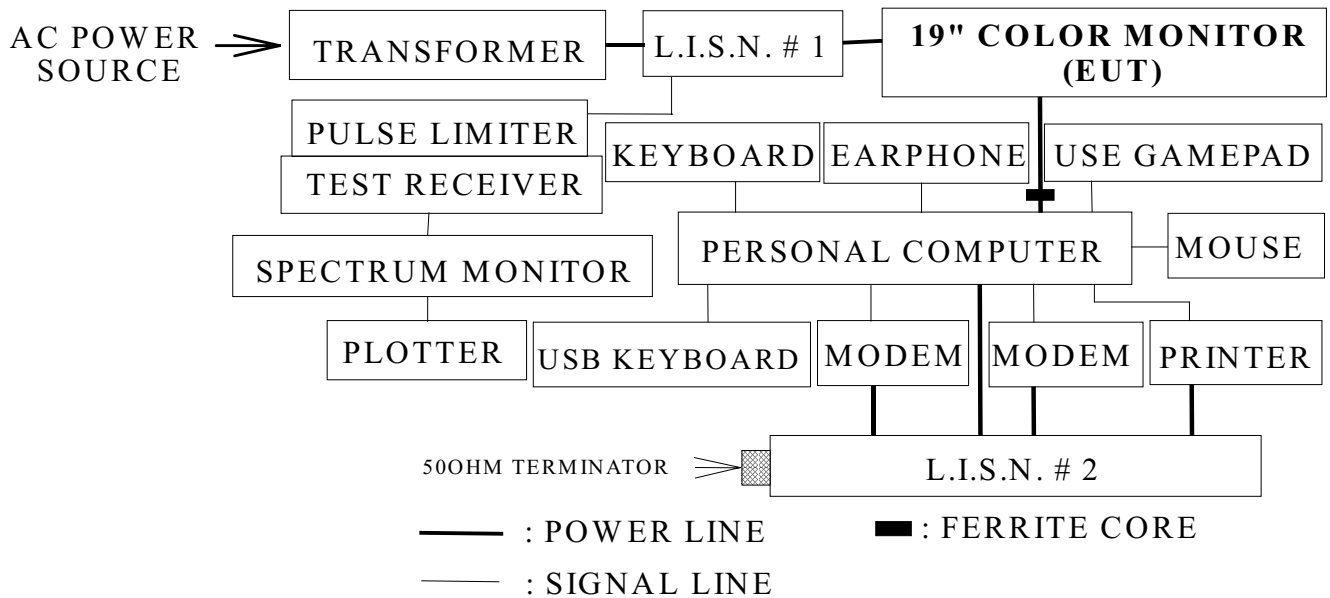 AC POWER
SOURCE
TRANSFORMER
L.I.S.N. # 1
19" COLOR MONITOR
(EUT)
PULSE LIMITER
KEYBOARD
EARPHONE
USE GAMEPAD
TEST RECEIVER
PERSONAL COMPUTER
MOUSE
SPECTRUM MONITOR
PLOTTER
USB KEYBOARD
MODEM
MODEM
PRINTER
50OHM TERMINATOR
L.I.S.N. # 2
: POWER LINE
: FERRITE CORE
: SIGNAL LINE